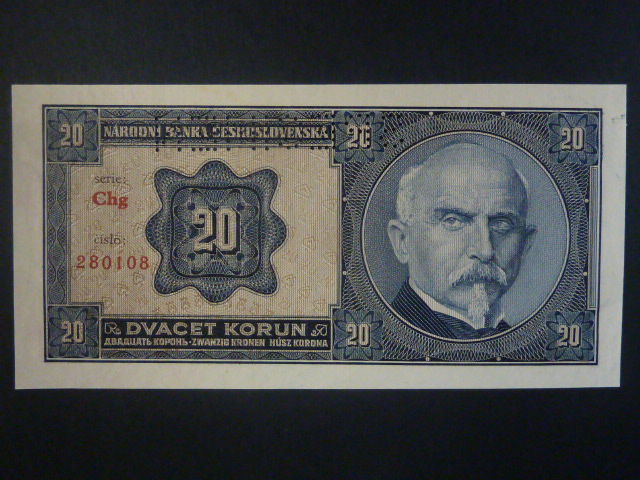 20 NÁRODNÍ BANKA ČESKOSLOVENSKÁ 20 20
serie:
Chg
20
číslo:
280108
20 DVACET KORUN 20 20
ДВАДЦАТЬ КОРОНЪ·ZWANZIG KRONEN HÚSZ KORONA